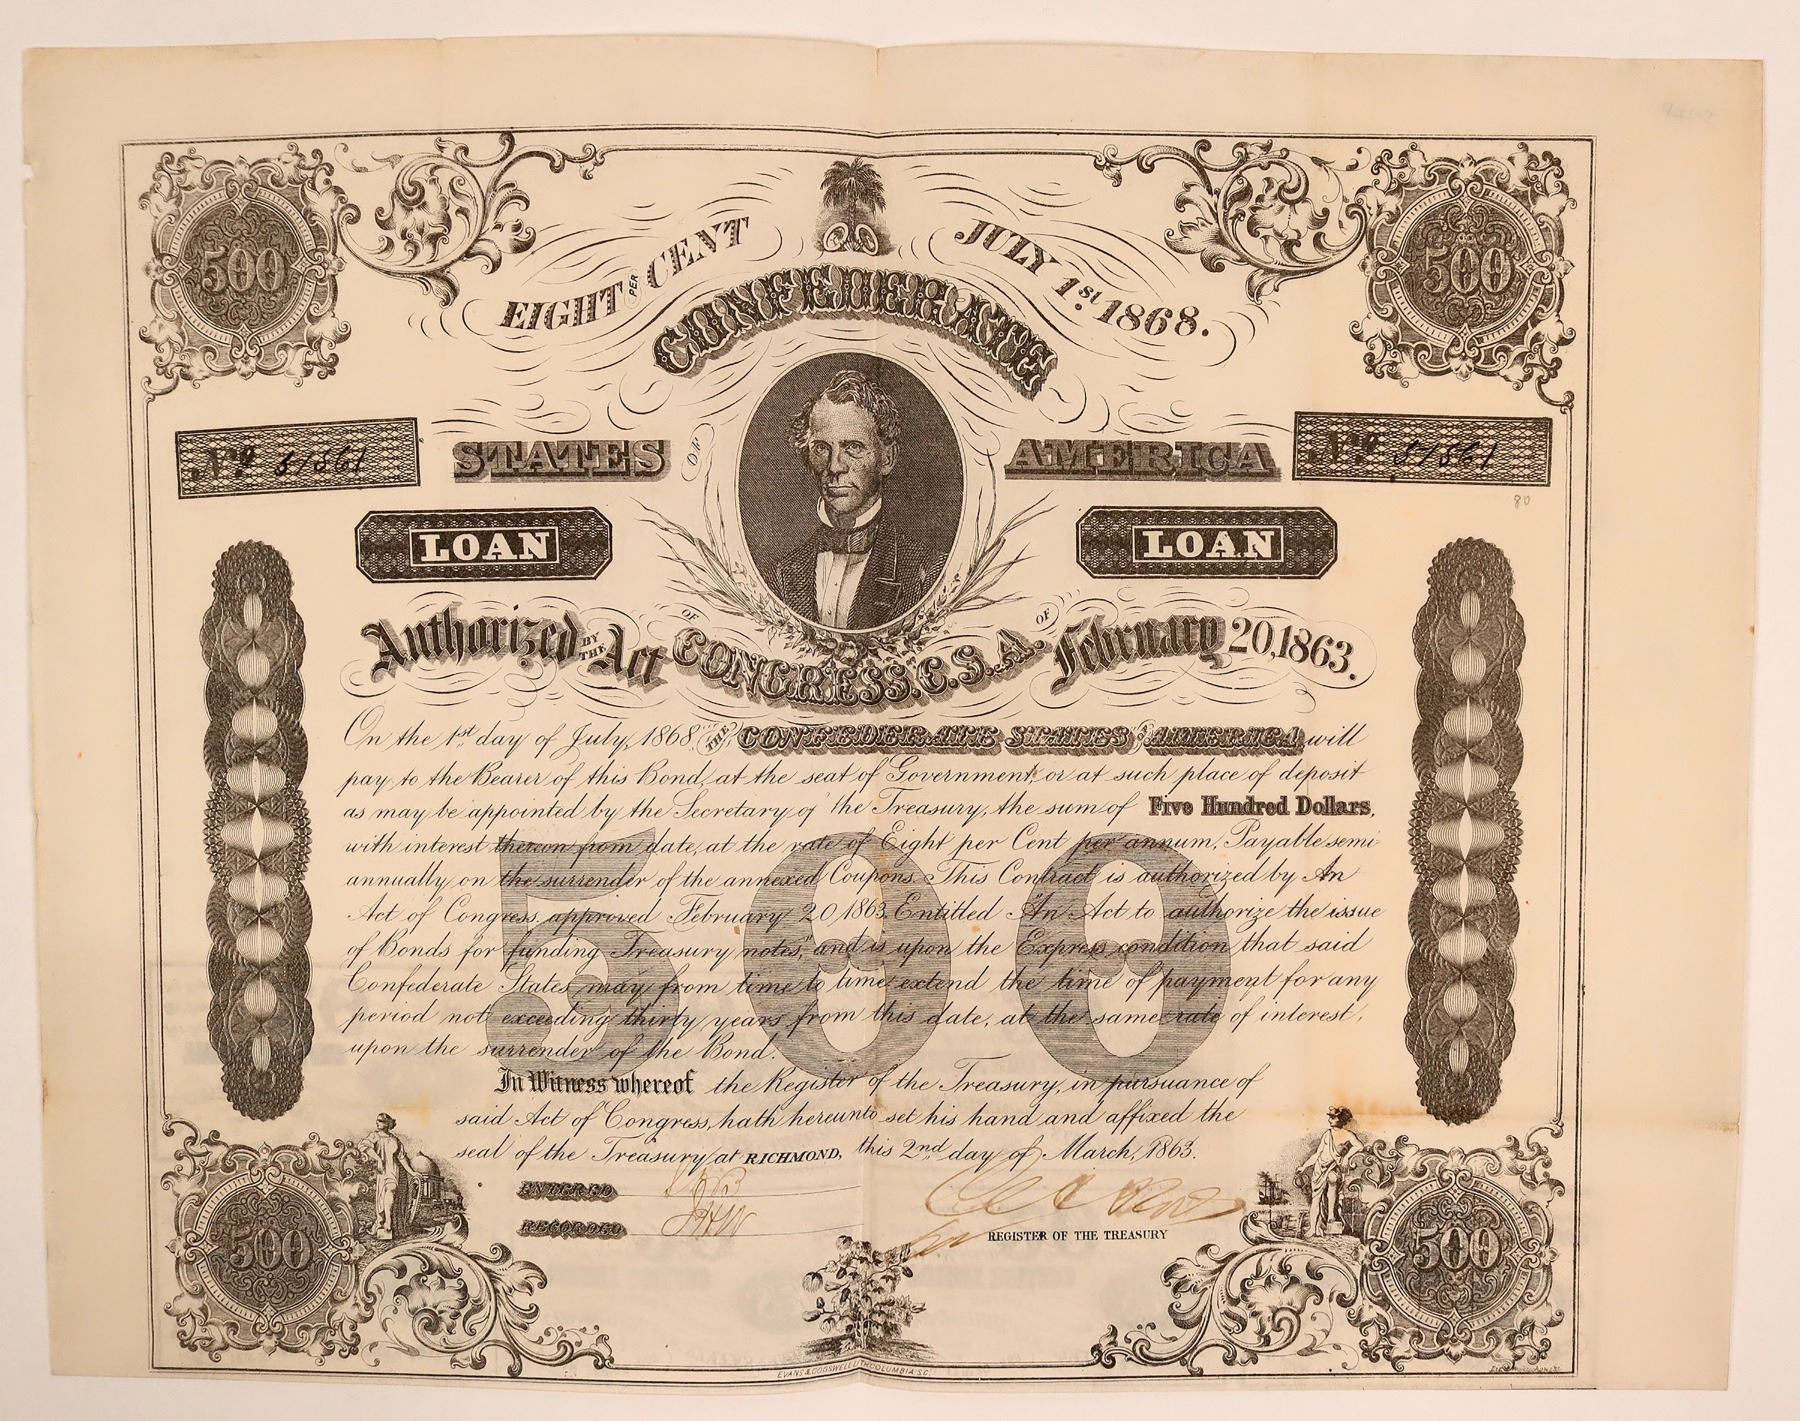 500
500
EIGHT PER CENT
JULY 1st 1868.
CONFEDERATE
Nº 51561
STATES OF AMERICA
Nº 51561
80
LOAN
LOAN
Authorized BY THE Act OF CONGRESS, C.S.A. OF February 20, 1863.
On the 1st day of July, 1868 THE CONFEDERATE STATES OF AMERICA will
pay to the Bearer of this Bond, at the seat of Government, or at such place of deposit
as may be appointed by the Secretary of the Treasury, the sum of Five Hundred Dollars,
with interest thereon from date, at the rate of Eight per Cent per annum, Payable semi
annually on the surrender of the annexed Coupons. This Contract is authorized by An
Act of Congress, approved February 20 1863. Entitled "An Act to authorize the issue
of Bonds for funding Treasury notes," and is upon the Express condition that said
Confederate States may from time to time extend the time of payment for any
period not exceeding thirty years from this date, at the same rate of interest,
upon the surrender of the Bond.
500
In Witness whereof the Register of the Treasury, in pursuance of
said Act of Congress, hath hereunto set his hand and affixed the
seal of the Treasury, at RICHMOND, this 2nd day of March, 1863.
ENTERED
RECORDED
REGISTER OF THE TREASURY
500
500
EVANS & COGSWELL LITH COLUMBIA S.C.